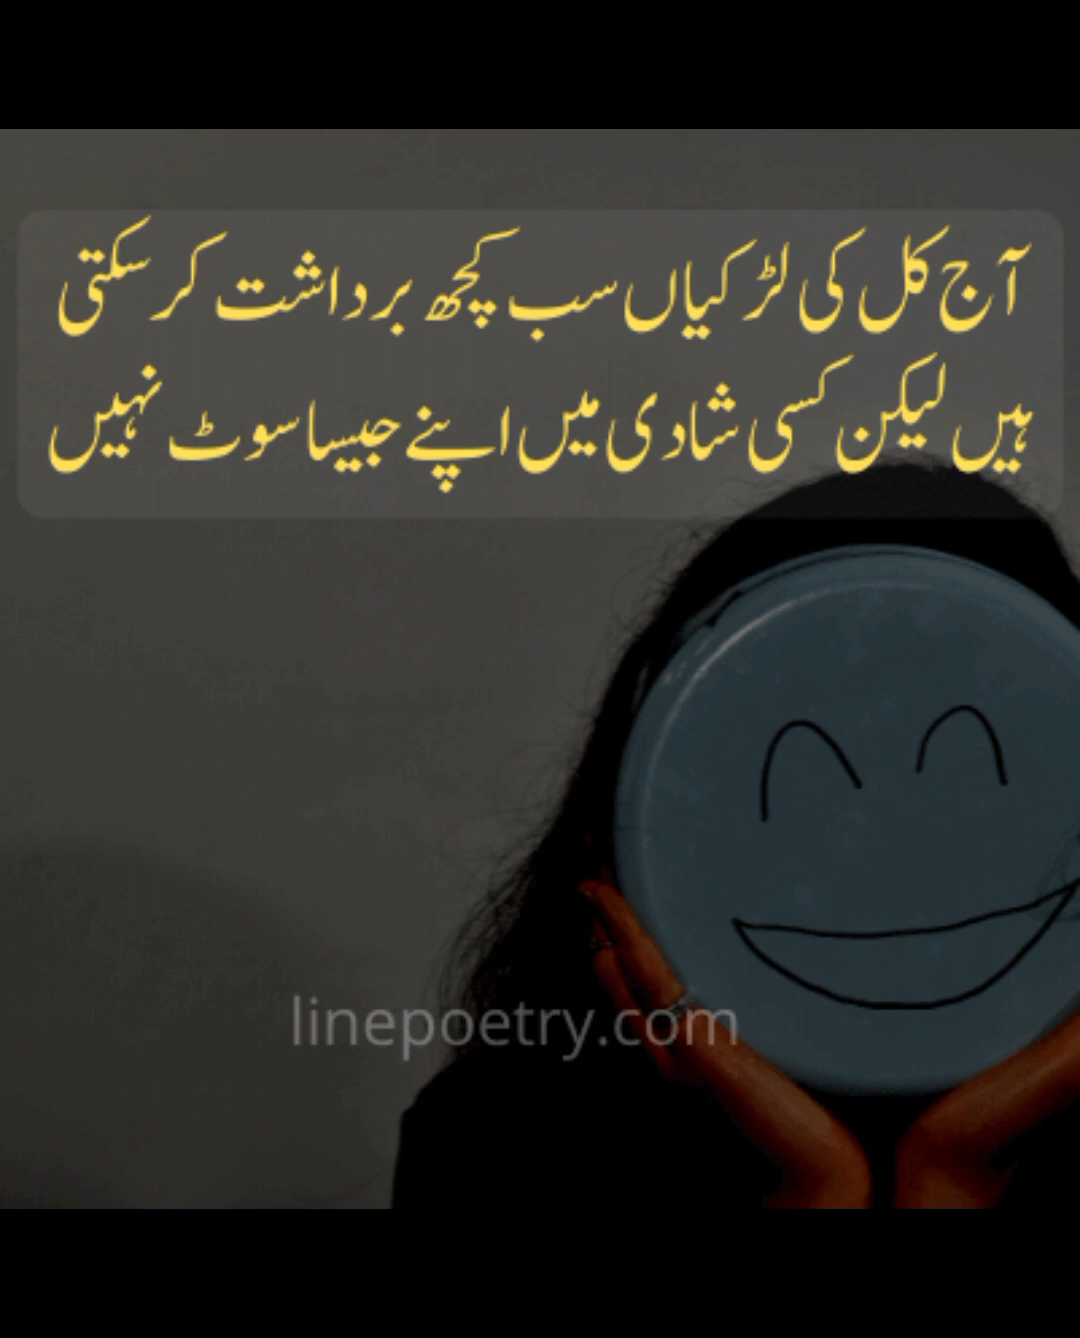 آج کل کی لڑکیاں سب کچھ برداشت کر سکتی
ہیں لیکن کسی شادی میں اپنے جیسا سوٹ نہیں
linepoetry.com